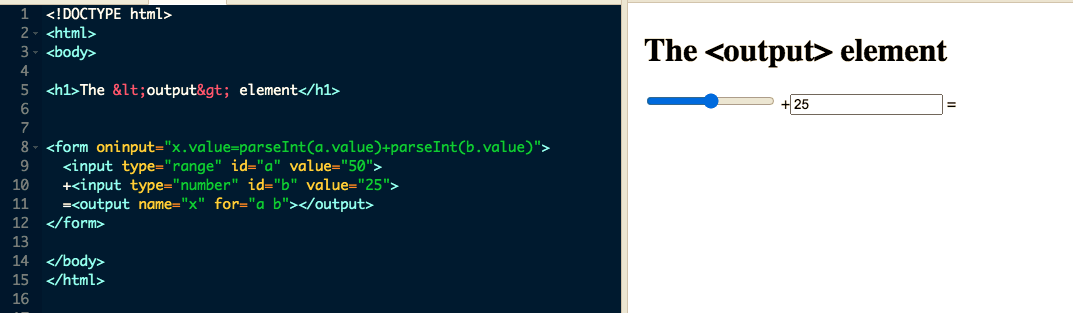 1 <!DOCTYPE html>
2 <html>
3 <body>
4
5 <h1>The &lt;output&gt; element</h1>
6
7
8 <form oninput="x.value=parseInt(a.value)+parseInt(b.value)">
9   <input type="range" id="a" value="50">
10   +<input type="number" id="b" value="25">
11   =<output name="x" for="a b"></output>
12 </form>
13
14 </body>
15 </html>
16
The <output> element
+25 =